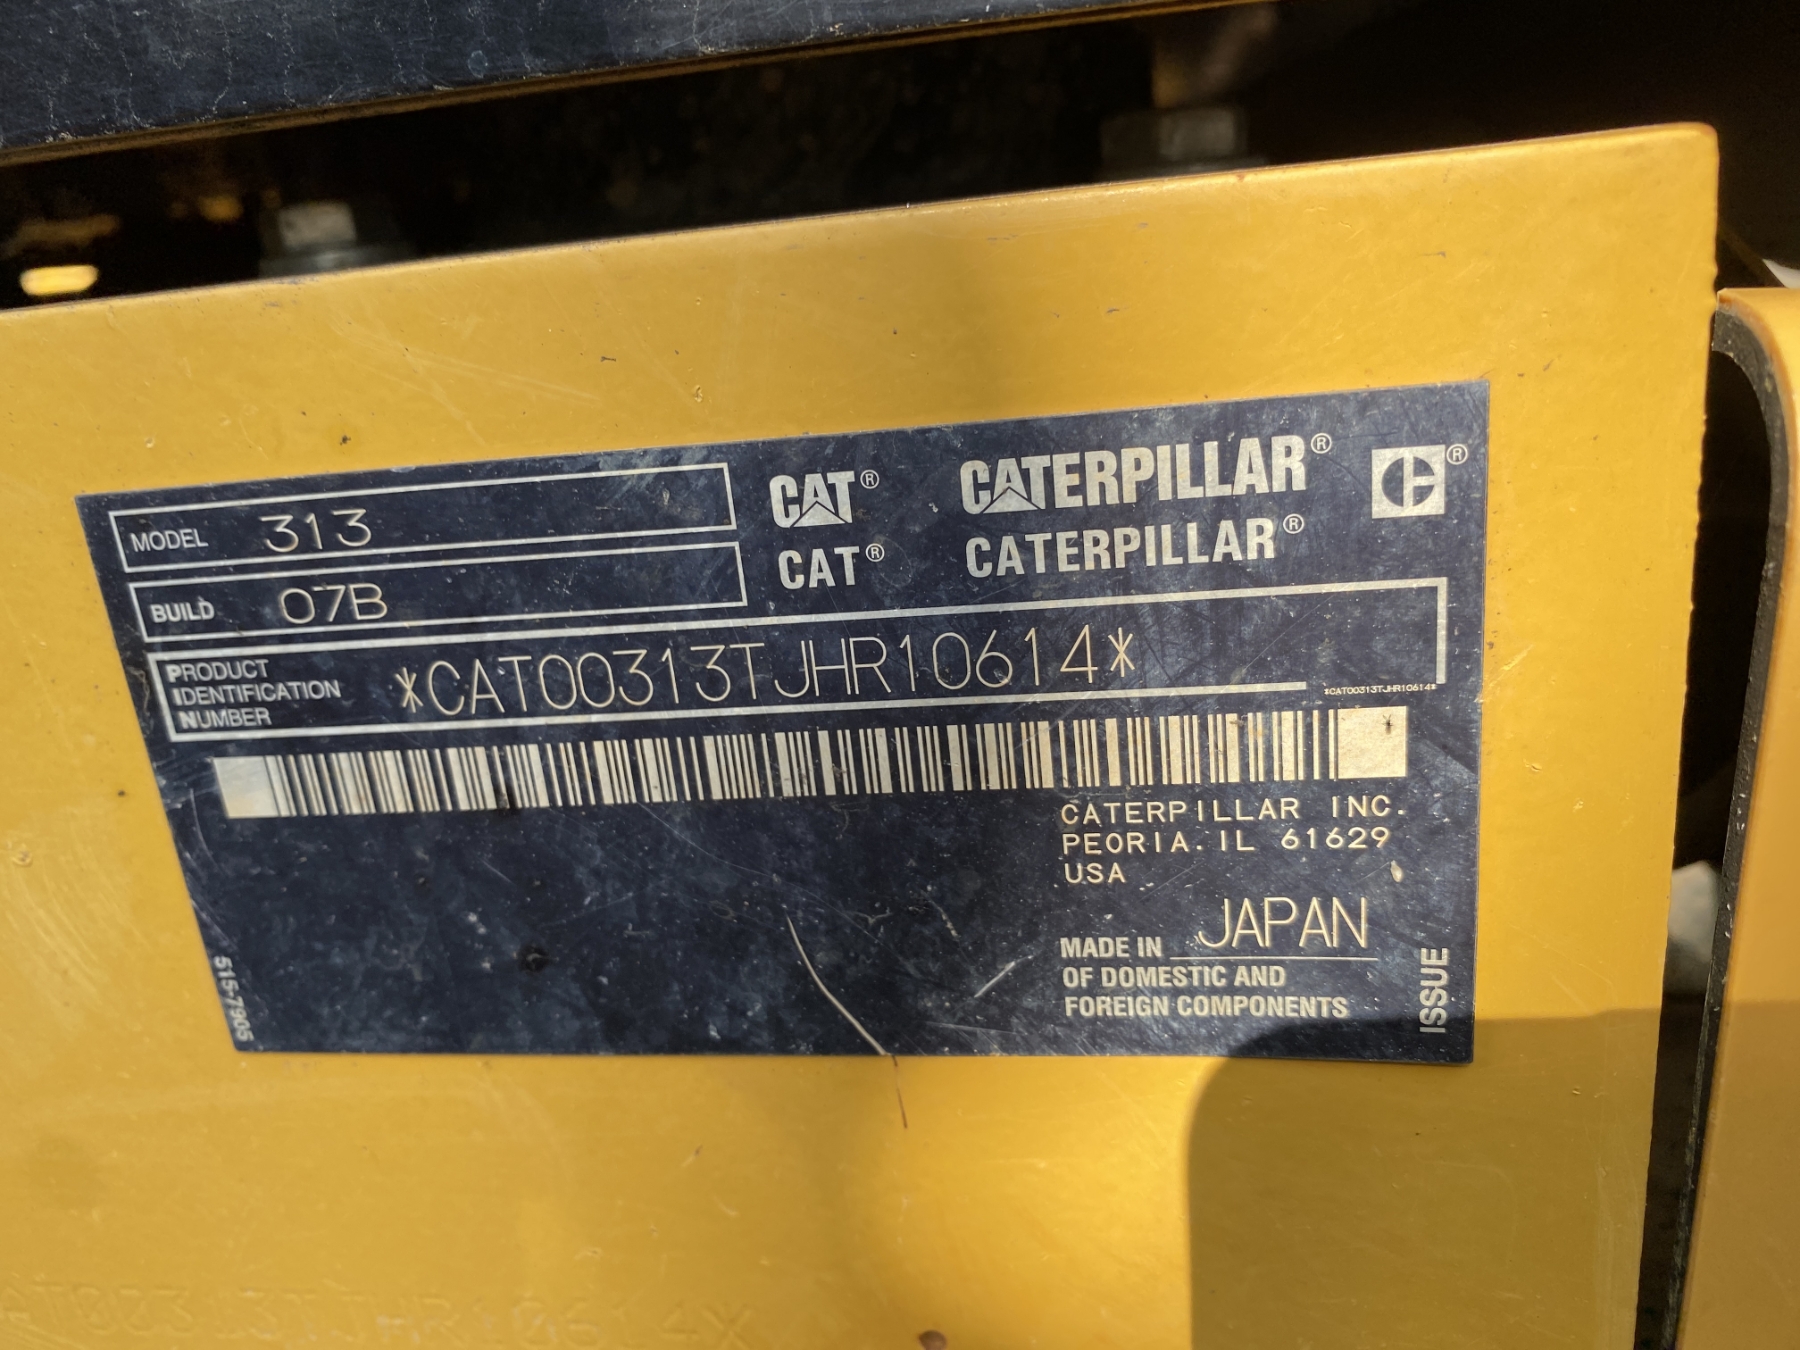 MODEL 313
CAT® CATERPILLAR® ®
BUILD 07B
CAT® CATERPILLAR®
PRODUCT
IDENTIFICATION
NUMBER
*CAT00313TJHR10614*
*CAT00313TJHR10614*
CATERPILLAR INC.
PEORIA. IL 61629
USA
MADE IN JAPAN
OF DOMESTIC AND
FOREIGN COMPONENTS
ISSUE
515-7905
AT00313TJHR10614*